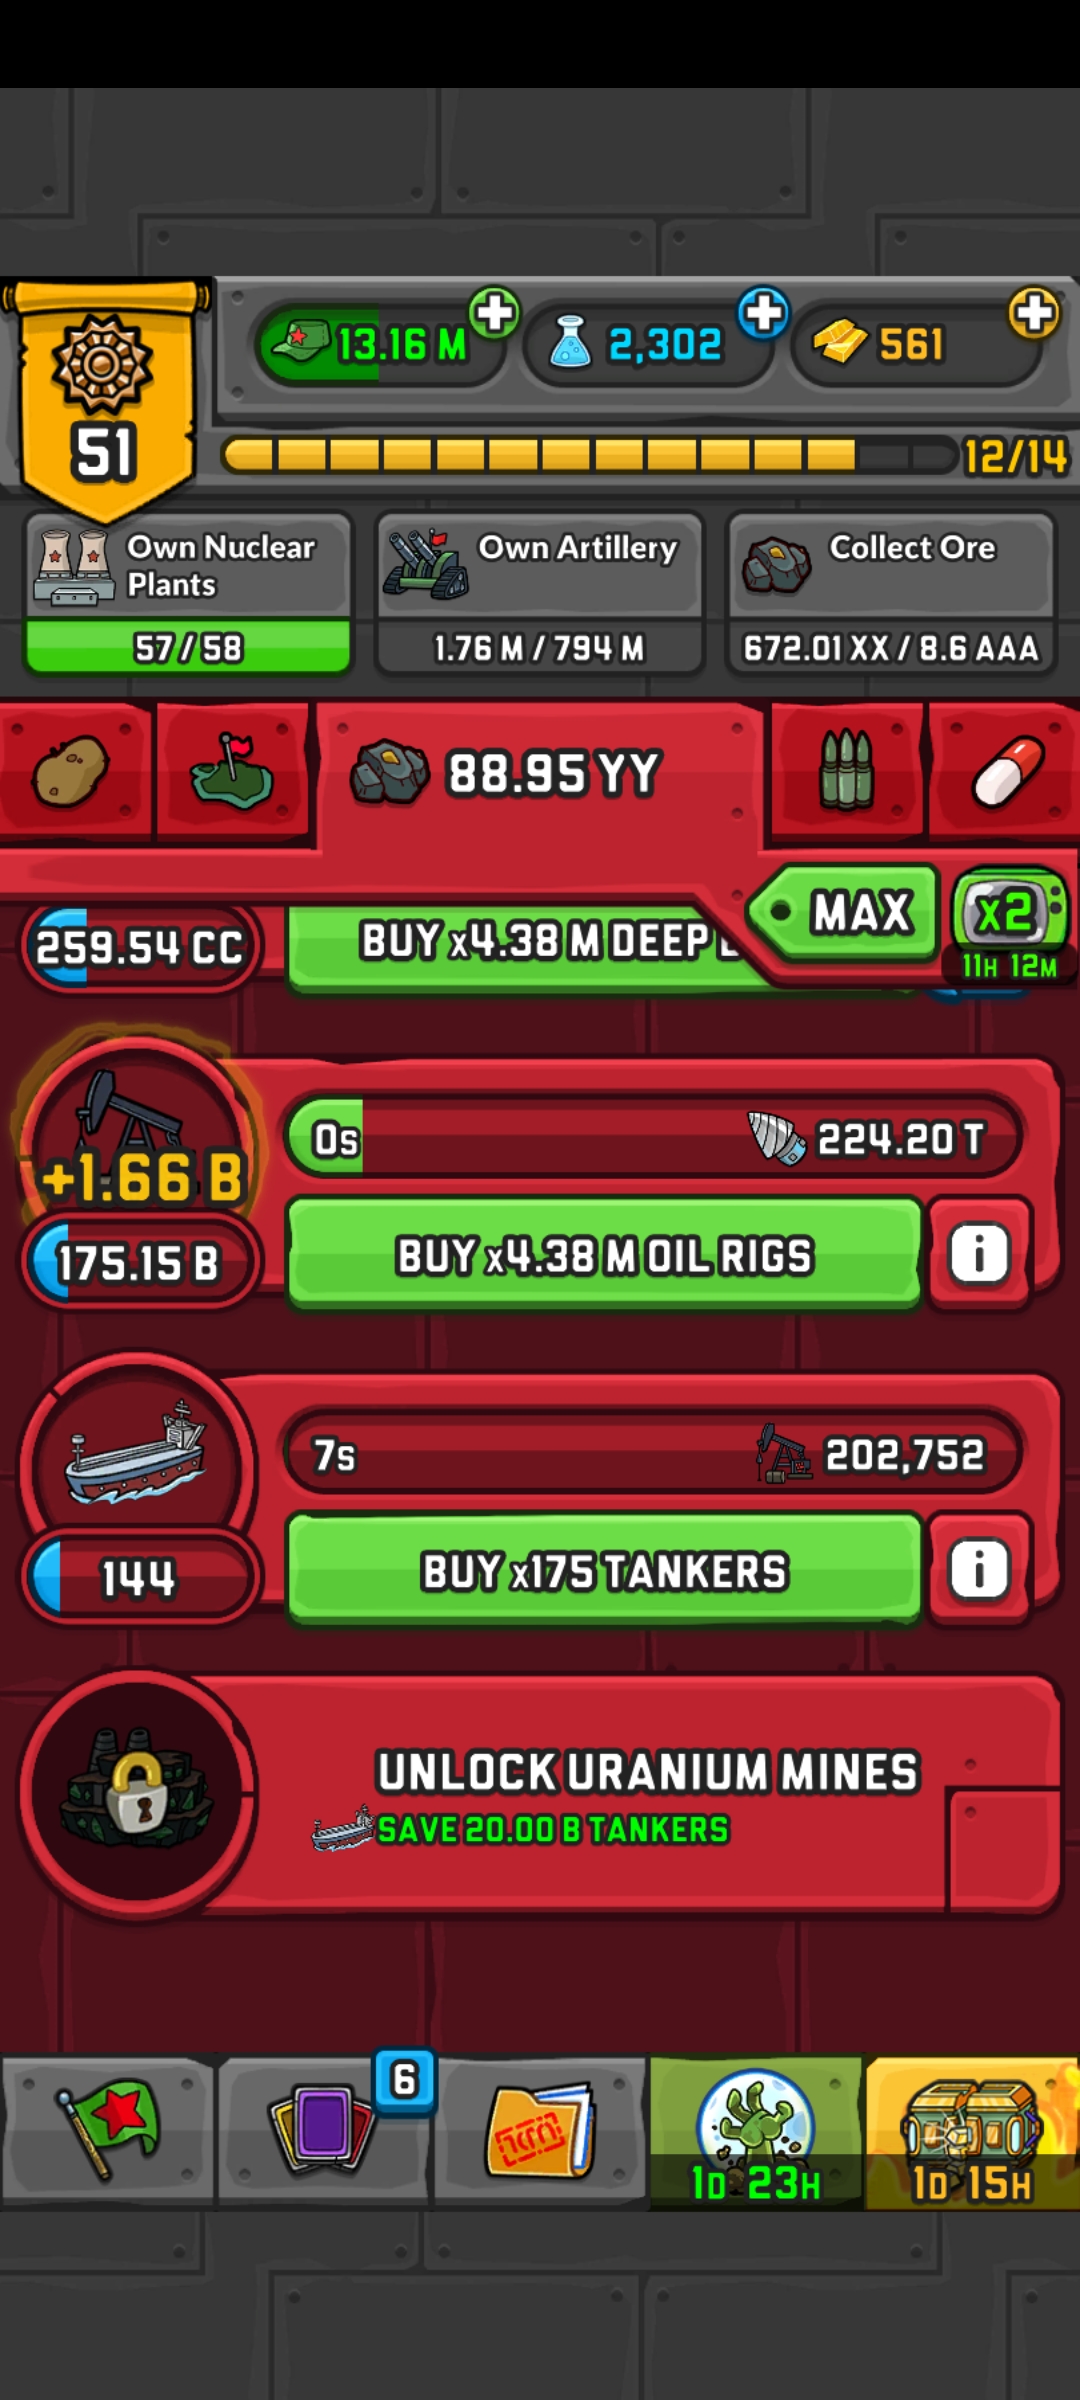 13.16 M
2,302
561
51
12/14
Own Nuclear
Plants
57/58
Own Artillery
1.76 M / 794 M
Collect Ore
672.01 XX / 8.6 AAA
88.95 YY
MAX
x2
11H 12M
259.54 CC
BUY x4.38 M DEEP
0s
224.20 T
+1.66 B
175.15 B
BUY x4.38 M OIL RIGS
7s
202,752
144
BUY x175 TANKERS
UNLOCK URANIUM MINES
SAVE 20.00 B TANKERS
6
1D 23H
1D 15H